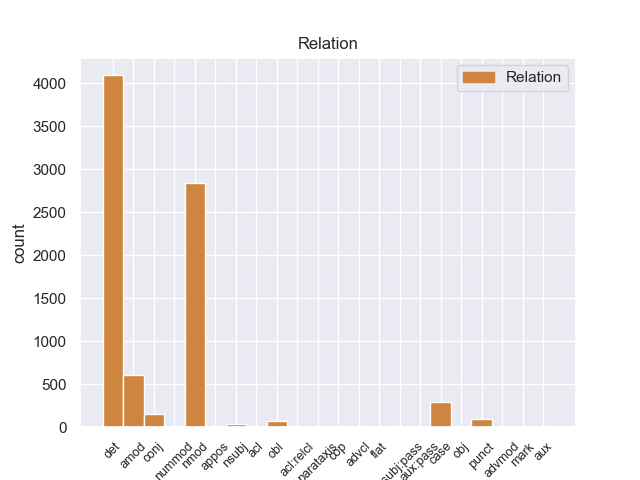 Relation
Relation
count
4000
3500
3000
2500
2000
1500
1000
500
0
det
amod
conj
nummod
nmod
appos
nsubj
acl
obl
acl:relcl
parataxis
cop
advcl
flat
subj:pass
aux:pass
case
obj
punct
advmod
mark
aux